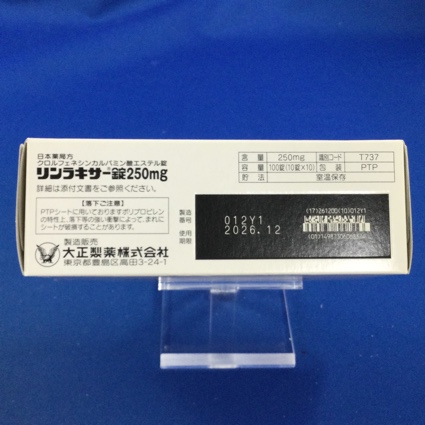 日本薬局方
クロルフェネシンカルバミン酸エステル錠
リンラキサー錠250mg
詳細は添付文書をご参照ください。
【落下ご注意】
PTPシートに用いておりますポリプロピレン
の特性上、落下等の強い衝撃によって、まれに
シートが破損することがあります。
製造販売
大正製薬株式会社
東京都豊島区高田3-24-1
含量 250mg 識別コード T737
容量 100錠(10錠×10) 包装 PTP
貯法 室温保存
製造
番号 012Y1
使用 2026.12
期限
(17)261200(10)012Y1